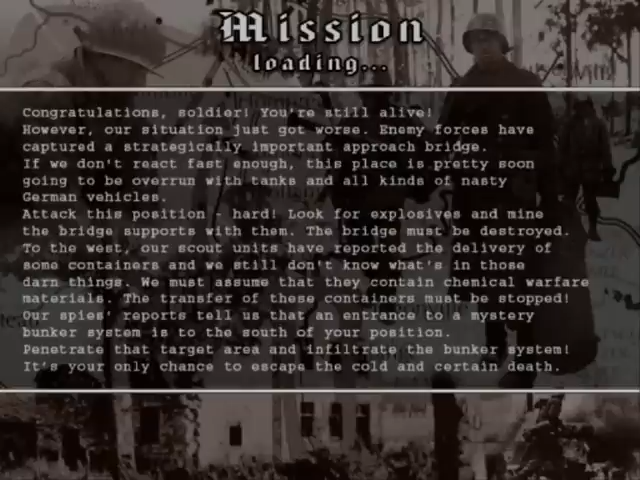 Mission
loading...
Congratulations, soldier! You're still alive!
However, our situation just got worse. Enemy forces have
captured a strategically important approach bridge.
If we don't react fast enough, this place is pretty soon
going to be overrun with tanks and all kinds of nasty
German vehicles.
Attack this position - hard! Look for explosives and mine
the bridge supports with them. The bridge must be destroyed.
To the west, our scout units have reported the delivery of
some containers and we still don't know what's in those
darn things. We must assume that they contain chemical warfare
materials. The transfer of these containers must be stopped!
Our spies' reports tell us that an entrance to a mystery
bunker system is to the south of your position.
Penetrate that target area and infiltrate the bunker system!
It's your only chance to escape the cold and certain death.